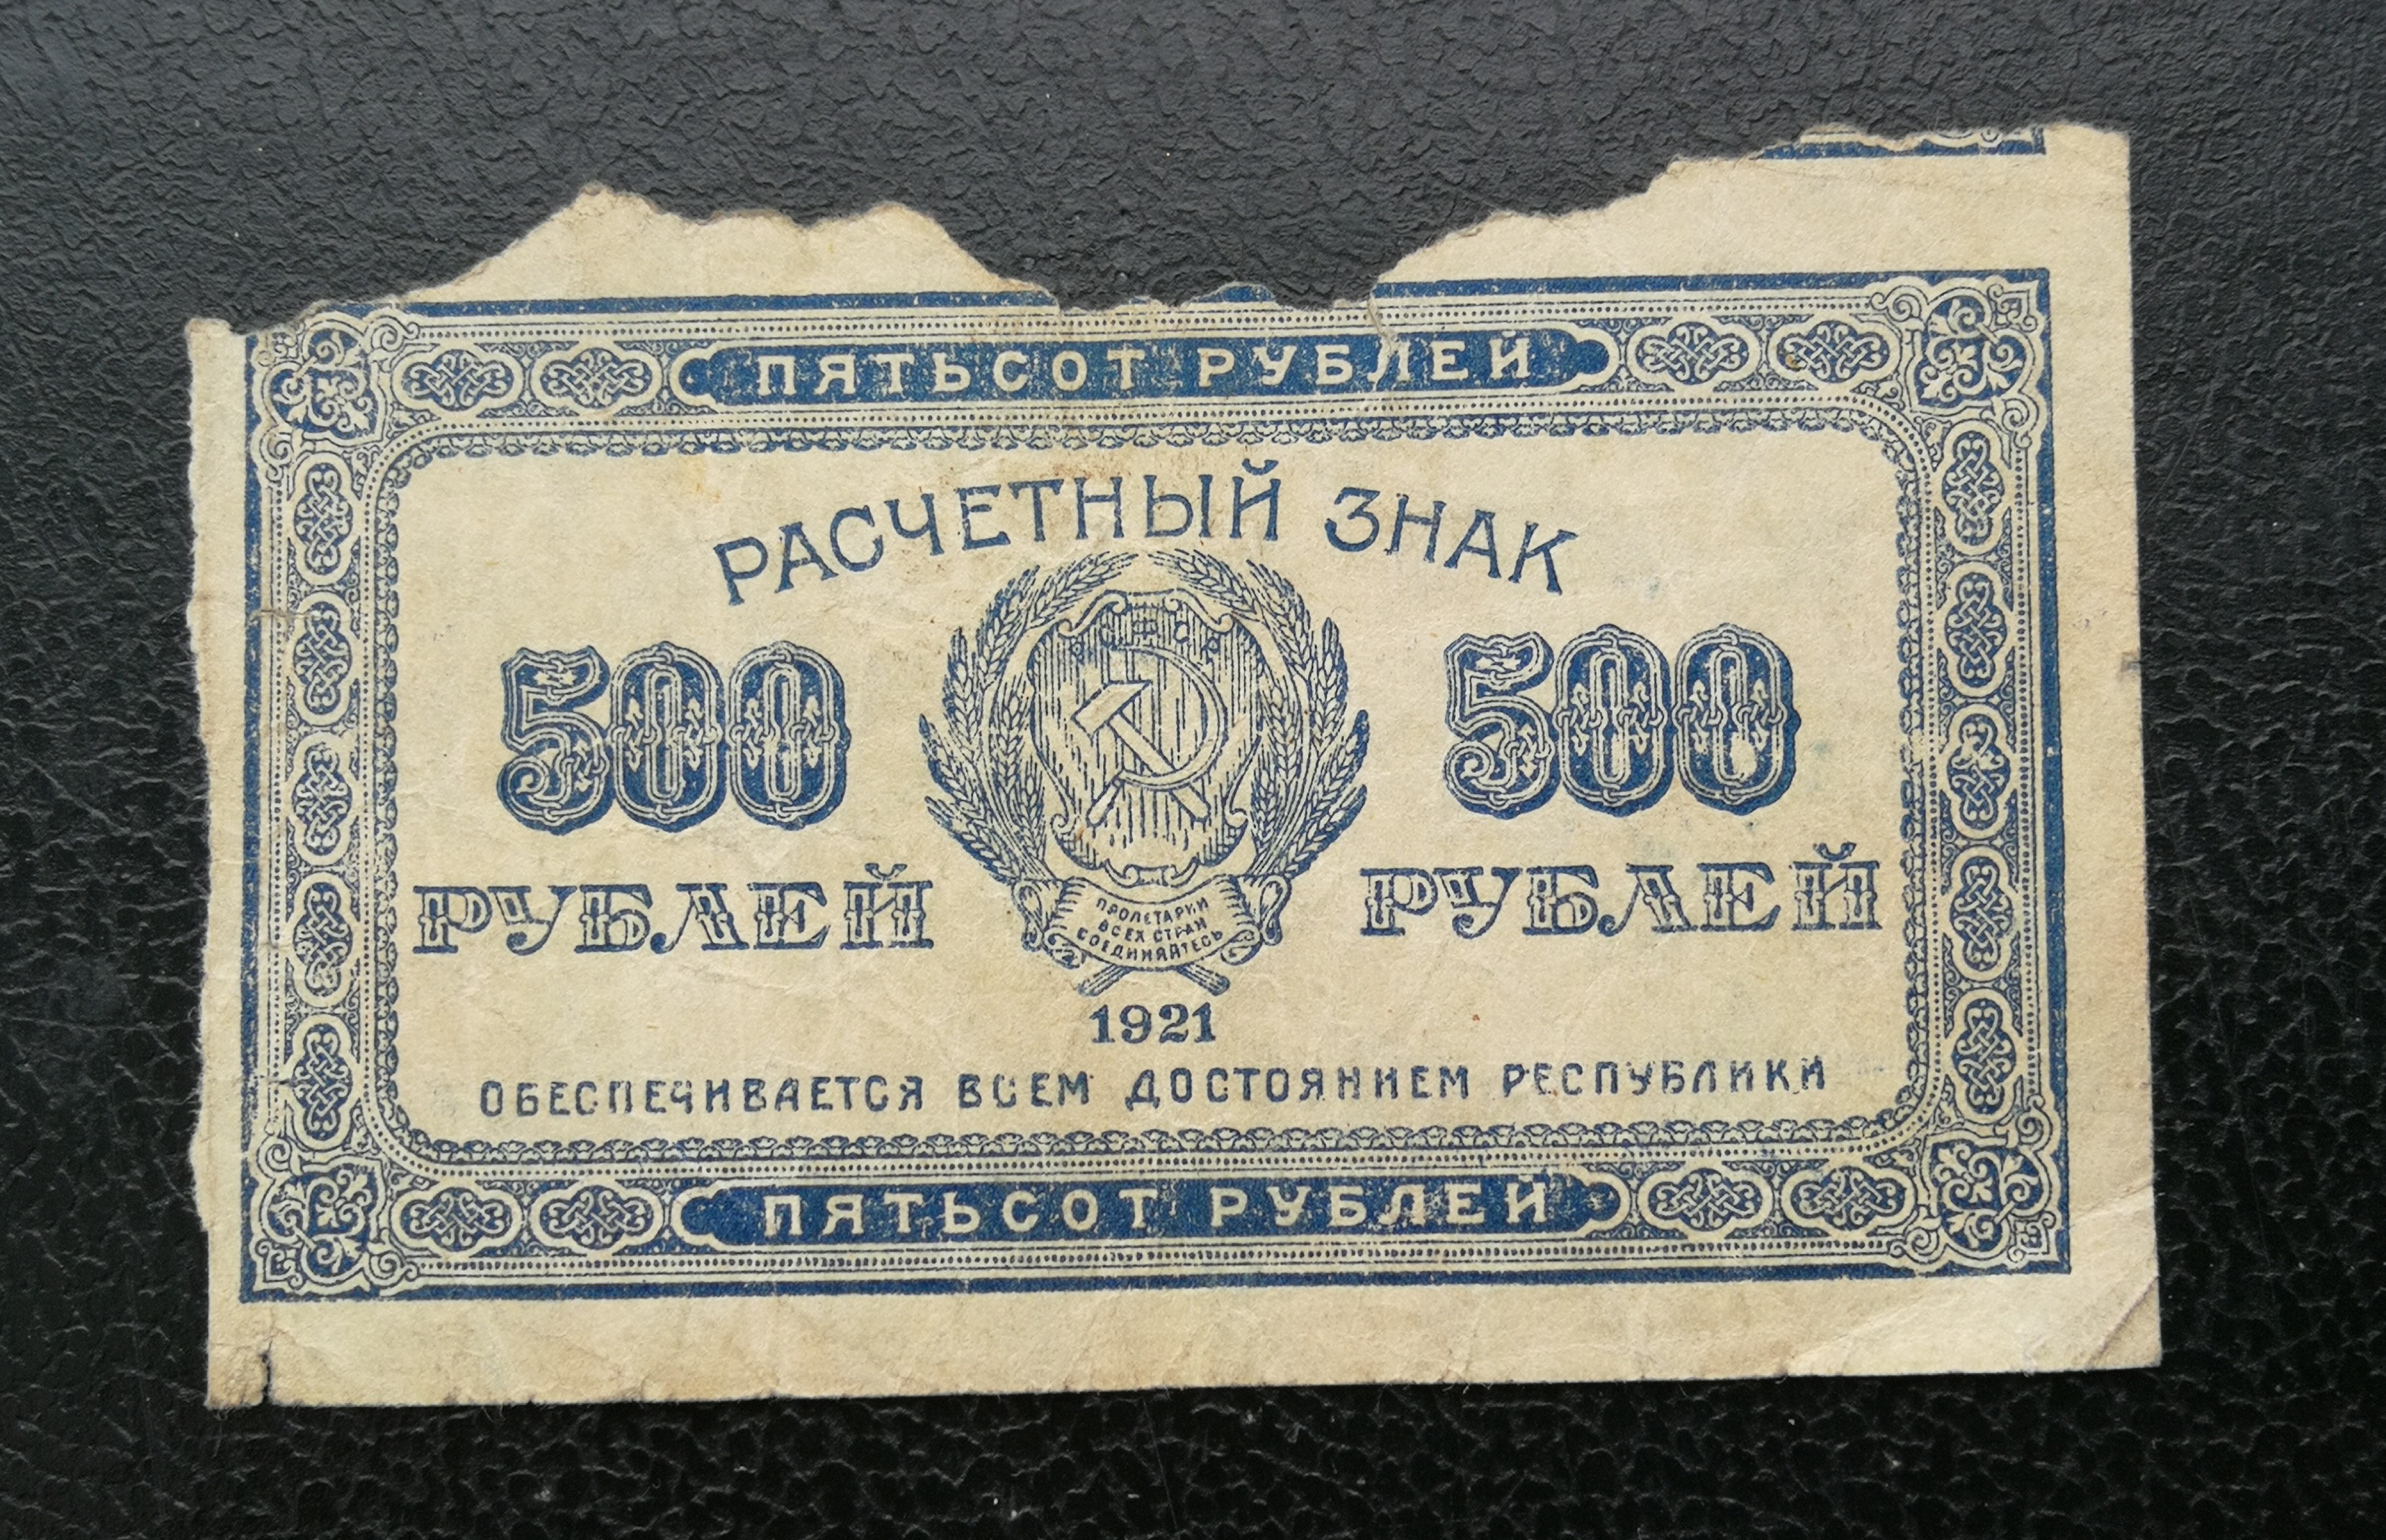 ПЯТЬСОТ РУБЛЕЙ
РАСЧЕТНЫЙ ЗНАК
500 500
РУБЛЕЙ РУБЛЕЙ
ПРОЛЕТАРИИ
ВСЕХ СТРАН
СОЕДИНЯЙТЕСЬ
1921
ОБЕСПЕЧИВАЕТСЯ ВСЕМ ДОСТОЯНИЕМ РЕСПУБЛИКИ
ПЯТЬСОТ РУБЛЕЙ